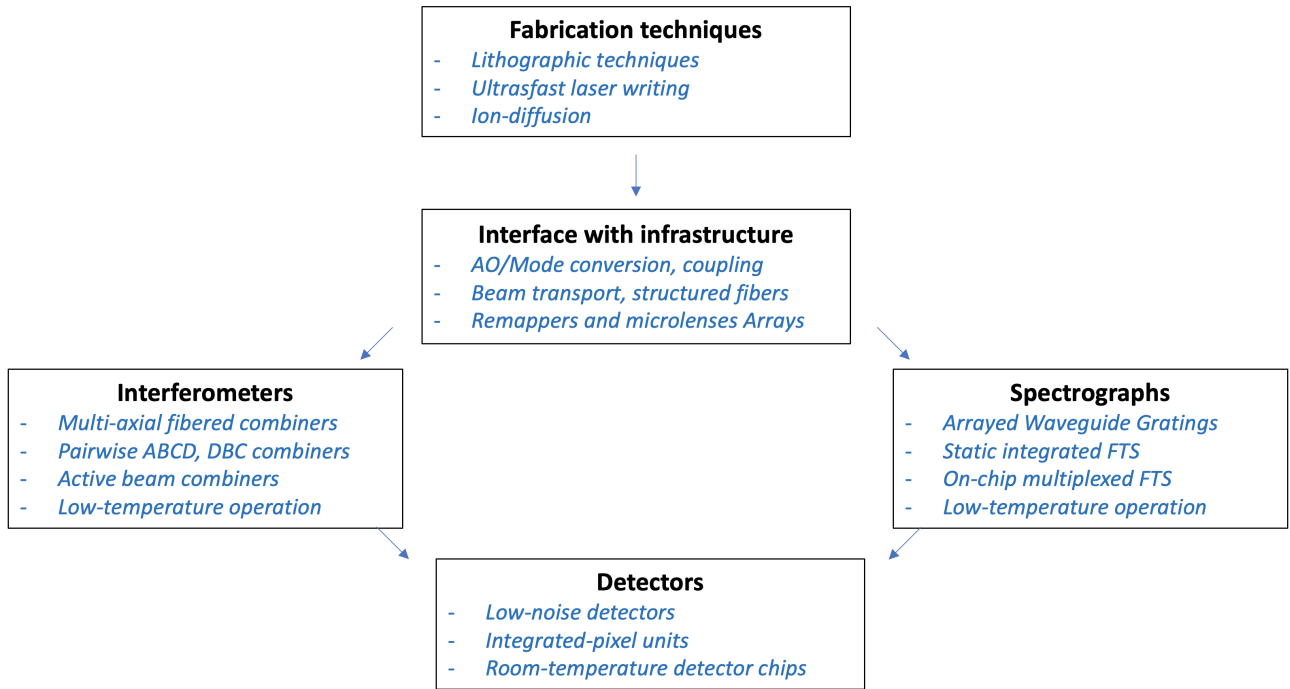 Fabrication techniques
- Lithographic techniques
- Ultrasfast laser writing
- Ion-diffusion
Interface with infrastructure
- AO/Mode conversion, coupling
- Beam transport, structured fibers
- Remappers and microlenses Arrays
Interferometers
- Multi-axial fibered combiners
- Pairwise ABCD, DBC combiners
- Active beam combiners
- Low-temperature operation
Spectrographs
- Arrayed Waveguide Gratings
- Static integrated FTS
- On-chip multiplexed FTS
- Low-temperature operation
Detectors
- Low-noise detectors
- Integrated-pixel units
- Room-temperature detector chips